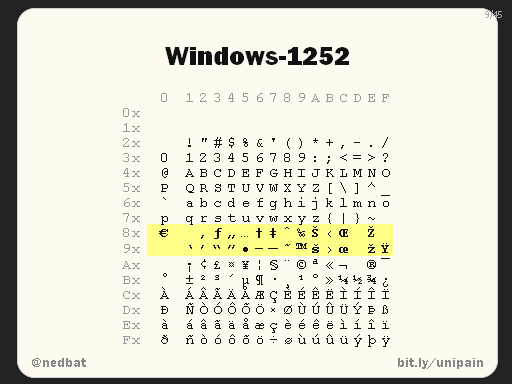 9/45
Windows-1252
0 1 2 3 4 5 6 7 8 9 A B C D E F
0x
1x
2x ! " # $ % & ' ( ) * + , - . /
3x 0 1 2 3 4 5 6 7 8 9 : ; < = > ?
4x @ A B C D E F G H I J K L M N O
5x P Q R S T U V W X Y Z [ \ ] ^ _
6x ` a b c d e f g h i j k l m n o
7x p q r s t u v w x y z { | } ~
8x € ‚ ƒ „ … † ‡ ˆ ‰ Š ‹ Œ Ž
9x ‘ ’ “ ” • – — ˜ ™ š › œ ž Ÿ
Ax ¡ ¢ £ ¤ ¥ ¦ § ¨ © ª « ¬ ® ¯
Bx ° ± ² ³ ´ µ ¶ · ¸ ¹ º » ¼ ½ ¾ ¿
Cx À Á Â Ã Ä Å Æ Ç È É Ê Ë Ì Í Î Ï
Dx Ð Ñ Ò Ó Ô Õ Ö × Ø Ù Ú Û Ü Ý Þ ß
Ex à á â ã ä å æ ç è é ê ë ì í î ï
Fx ð ñ ò ó ô õ ö ÷ ø ù ú û ü ý þ ÿ
@nedbat
bit.ly/unipain